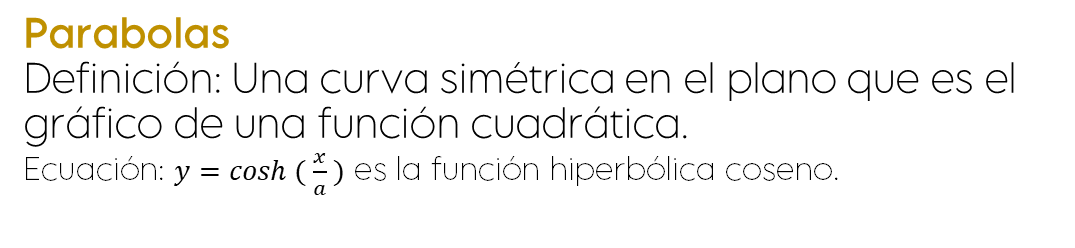 Parabolas
Definición: Una curva simétrica en el plano que es el
gráfico de una función cuadrática.
Ecuación: y = cosh (x/a) es la función hiperbólica coseno.